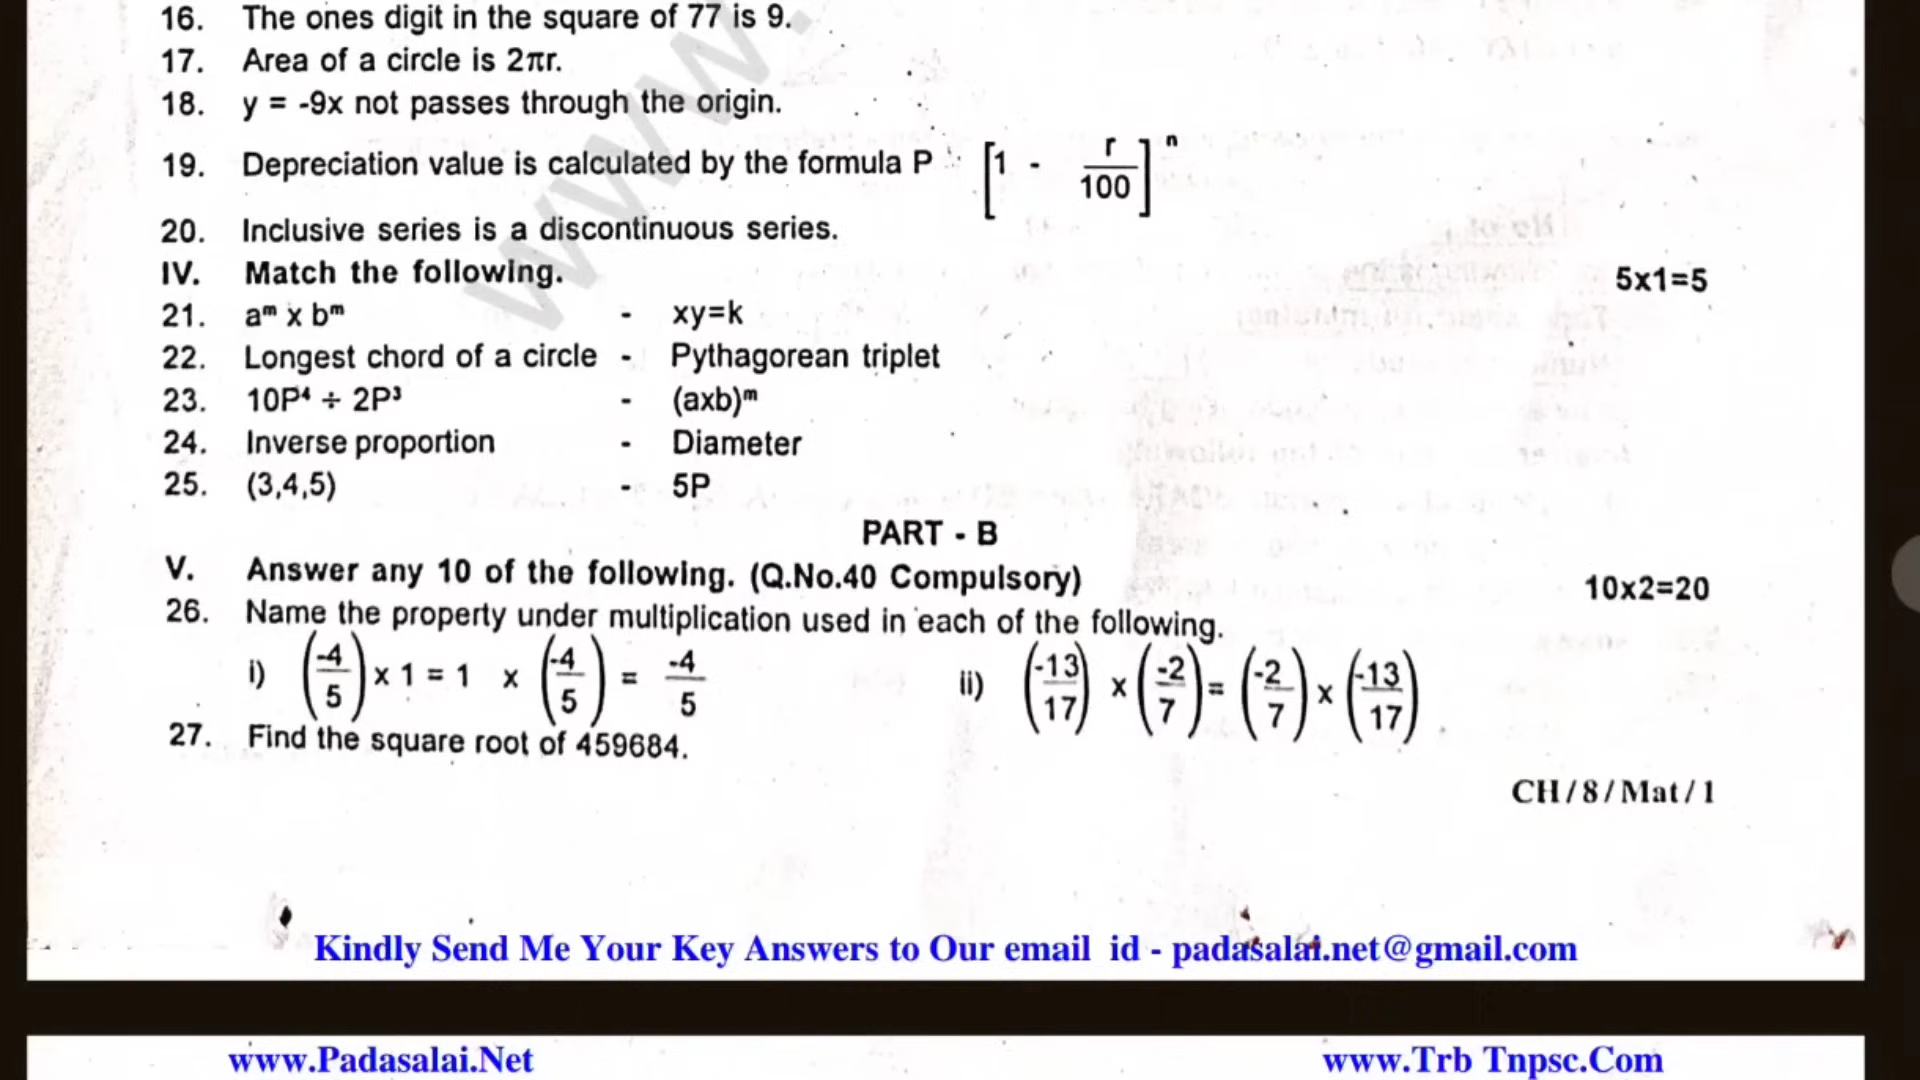 16. The ones digit in the square of 77 is 9.
17. Area of a circle is 2πr.
18. y = -9x not passes through the origin.
19. Depreciation value is calculated by the formula P [1 - r/100]ⁿ
20. Inclusive series is a discontinuous series.
IV. Match the following. 5x1=5
21. aᵐ x bᵐ - xy=k
22. Longest chord of a circle - Pythagorean triplet
23. 10P⁴ ÷ 2P³ - (axb)ᵐ
24. Inverse proportion - Diameter
25. (3,4,5) - 5P
PART - B
V. Answer any 10 of the following. (Q.No.40 Compulsory) 10x2=20
26. Name the property under multiplication used in each of the following.
i) (-4/5) x 1 = 1 x (-4/5) = -4/5 ii) (-13/17) x (-2/7) = (-2/7) x (-13/17)
27. Find the square root of 459684.
CH/8/Mat/1
Kindly Send Me Your Key Answers to Our email id - padasalai.net@gmail.com
www.Padasalai.Net www.Trb Tnpsc.Com
www.